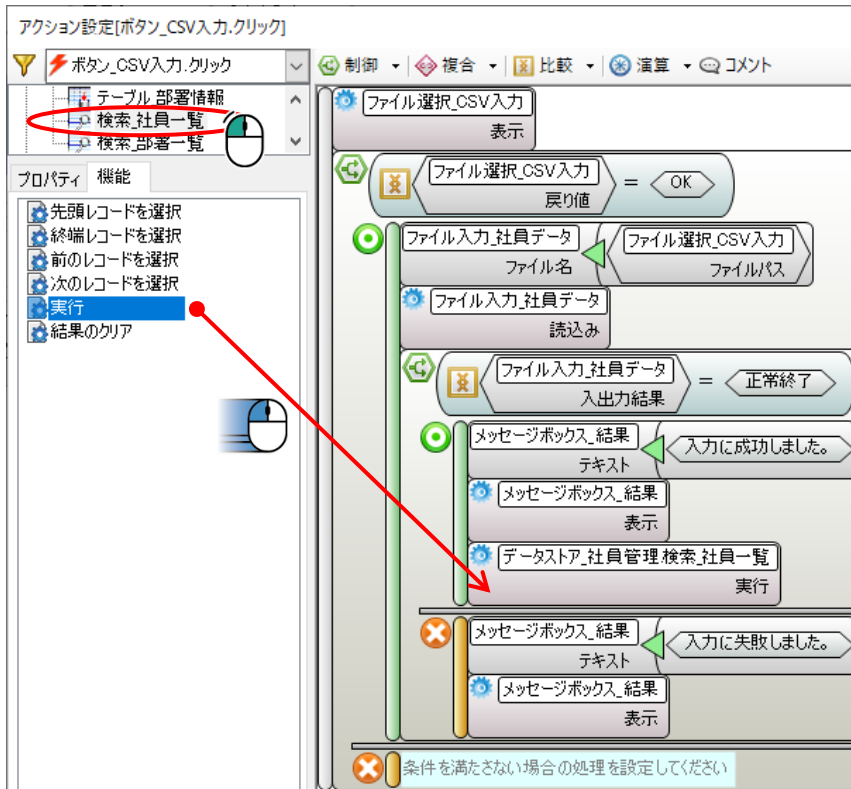 アクション設定[ボタン_CSV入力.クリック]
ボタン_CSV入力.クリック
制御
複合
比較
演算
コメント
テーブル_部署情報
検索_社員一覧
検索_部署一覧
プロパティ
機能
先頭レコードを選択
終端レコードを選択
前のレコードを選択
次のレコードを選択
実行
結果のクリア
ファイル選択_CSV入力
表示
ファイル選択_CSV入力
戻り値
=
OK
ファイル入力_社員データ
ファイル名
ファイル選択_CSV入力
ファイルパス
ファイル入力_社員データ
読込み
ファイル入力_社員データ
入出力結果
=
正常終了
メッセージボックス_結果
テキスト
入力に成功しました。
メッセージボックス_結果
表示
データストア_社員管理.検索_社員一覧
実行
メッセージボックス_結果
テキスト
入力に失敗しました。
メッセージボックス_結果
表示
条件を満たさない場合の処理を設定してください